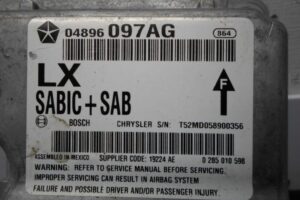 04896 097AG 864
LX
F
SABIC + SAB
BOSCH CHRYSLER S/N: T52MD058900356
ASSEMBLED IN MEXICO SUPPLIER CODE: 19224 AE 0 285 010 598
WARNING: REFER TO SERVICE MANUAL BEFORE SERVICING.
IMPROPER SERVICING CAN RESULT IN AIRBAG SYSTEM
FAILURE AND POSSIBLE DRIVER AND/OR PASSENGER INJURY.